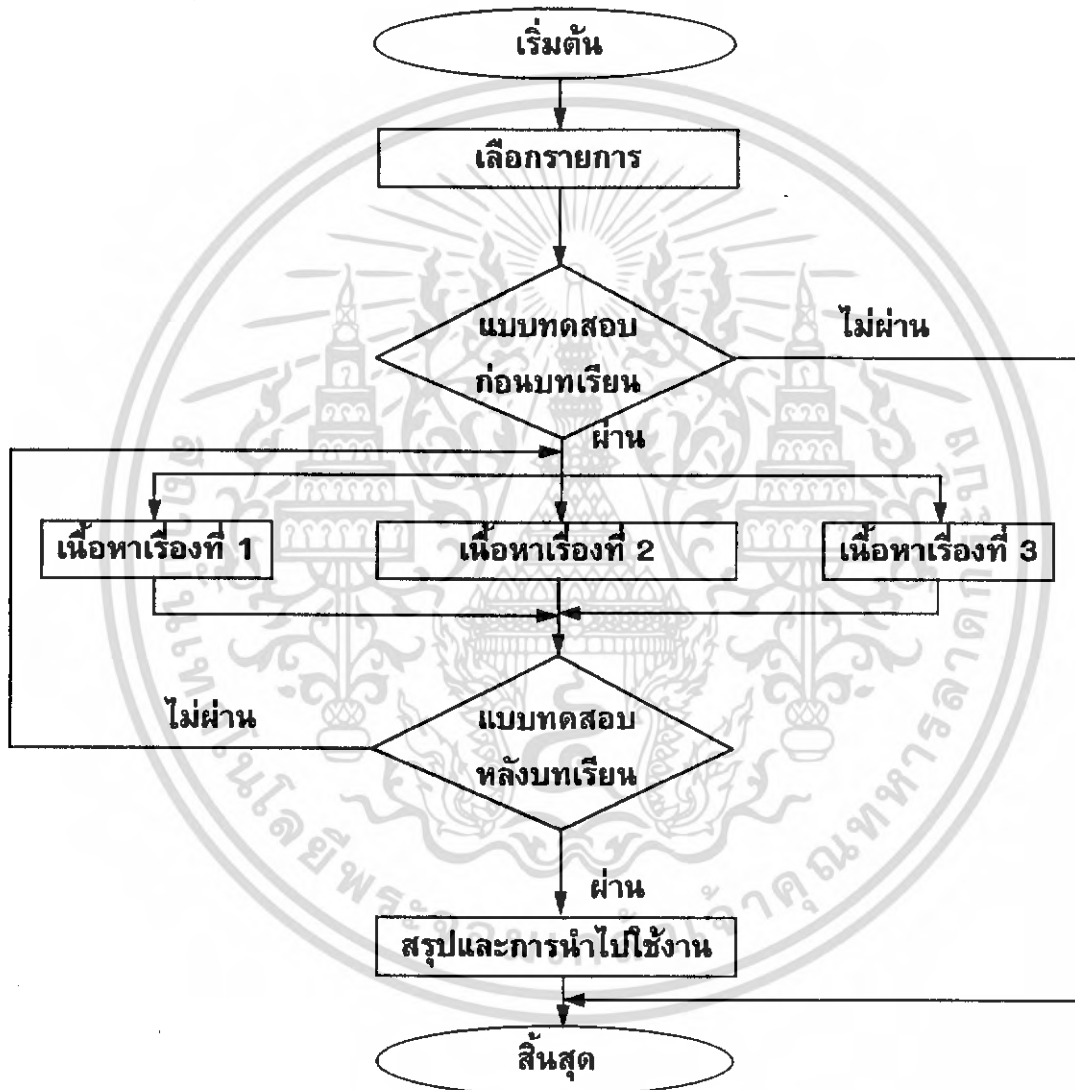 เริ่มต้น
เลือกรายการ
แบบทดสอบ
ก่อนบทเรียน
ไม่ผ่าน
ผ่าน
เนื้อหาเรื่องที่ 1
เนื้อหาเรื่องที่ 2
เนื้อหาเรื่องที่ 3
ไม่ผ่าน
แบบทดสอบ
หลังบทเรียน
ผ่าน
สรุปและการนำไปใช้งาน
สิ้นสุด